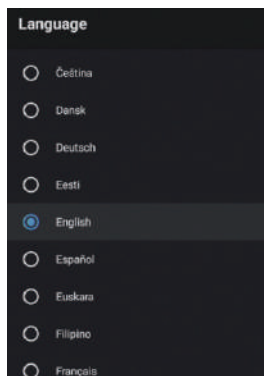 Language
Čeština
Dansk
Deutsch
Eesti
English
Español
Euskara
Filipino
Français